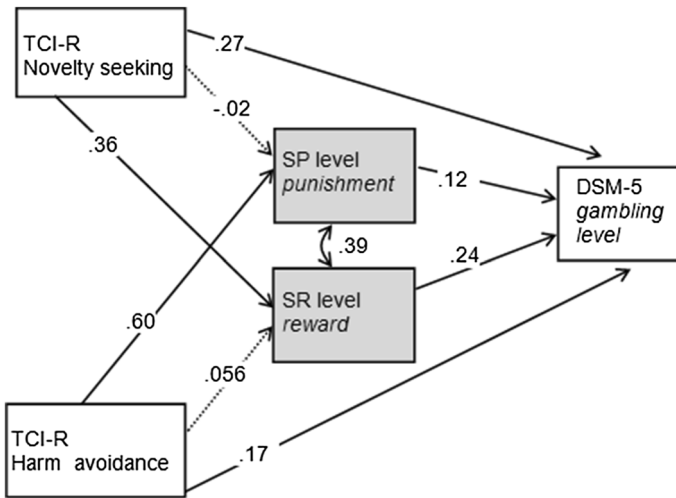 TCI-R
Novelty seeking
.27
-.02
.36
SP level
punishment
.12
DSM-5
gambling
level
.39
.24
SR level
reward
.60
.056
TCI-R
Harm avoidance
.17